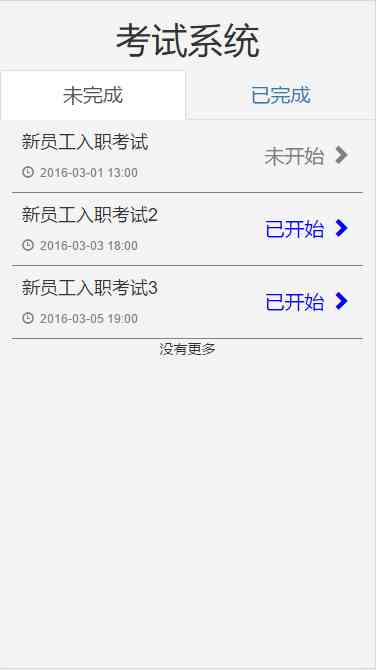 考试系统
未完成 已完成
新员工入职考试
未开始
2016-03-01 13:00
新员工入职考试2
已开始
2016-03-03 18:00
新员工入职考试3
已开始
2016-03-05 19:00
没有更多